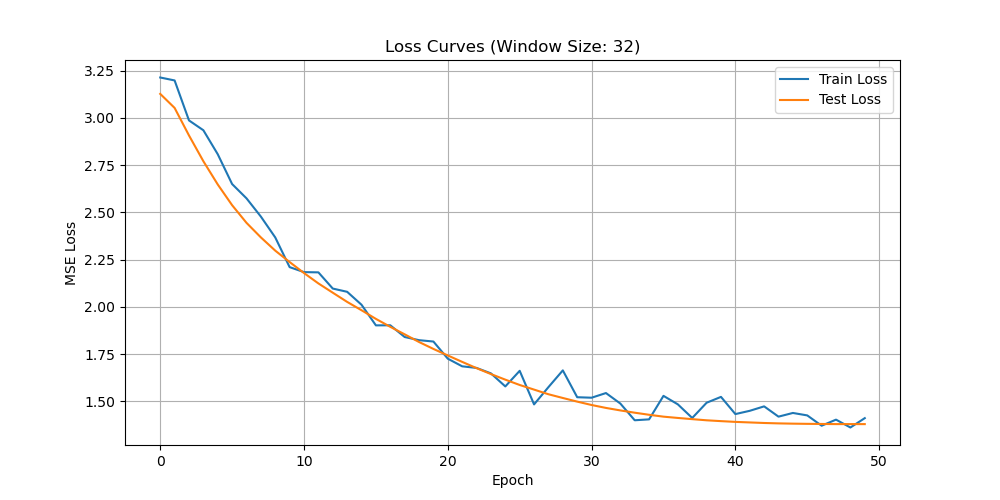 Loss Curves (Window Size: 32)
Train Loss
Test Loss
3.25
3.00
2.75
2.50
2.25
2.00
1.75
1.50
MSE Loss
0 10 20 30 40 50
Epoch